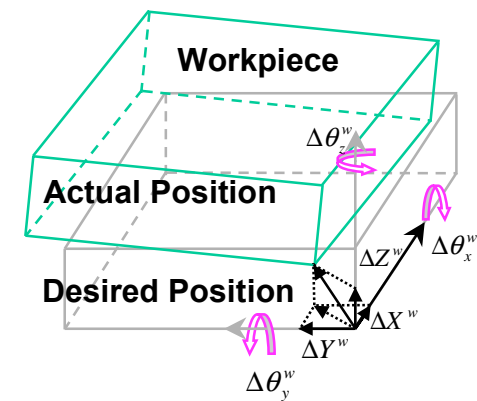 Workpiece
Δθ_z^w
Actual Position
ΔZ^w
Δθ_x^w
Desired Position
ΔX^w
ΔY^w
Δθ_y^w